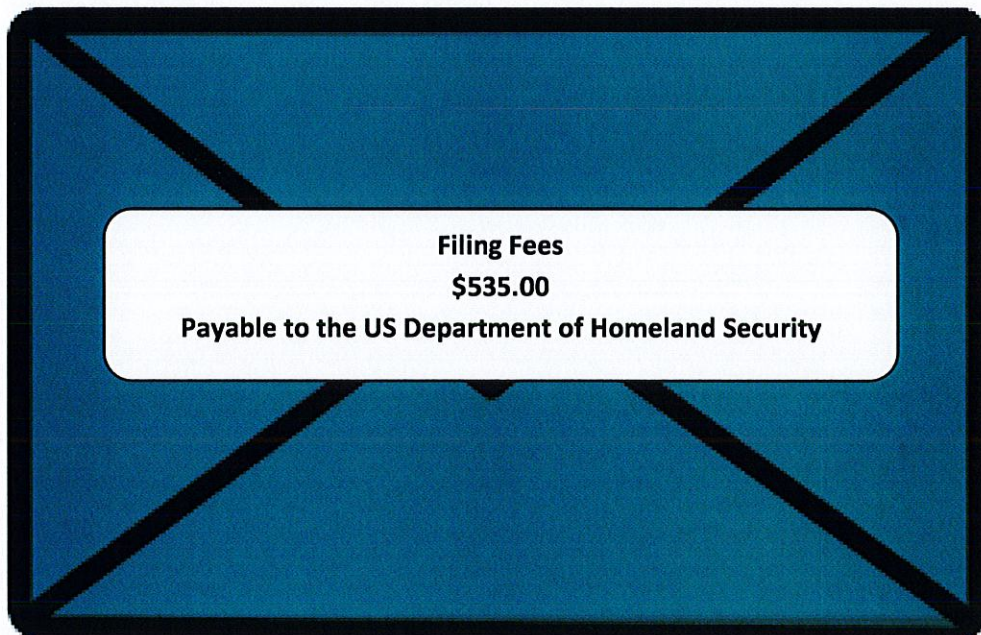 Filing Fees
$535.00
Payable to the US Department of Homeland Security